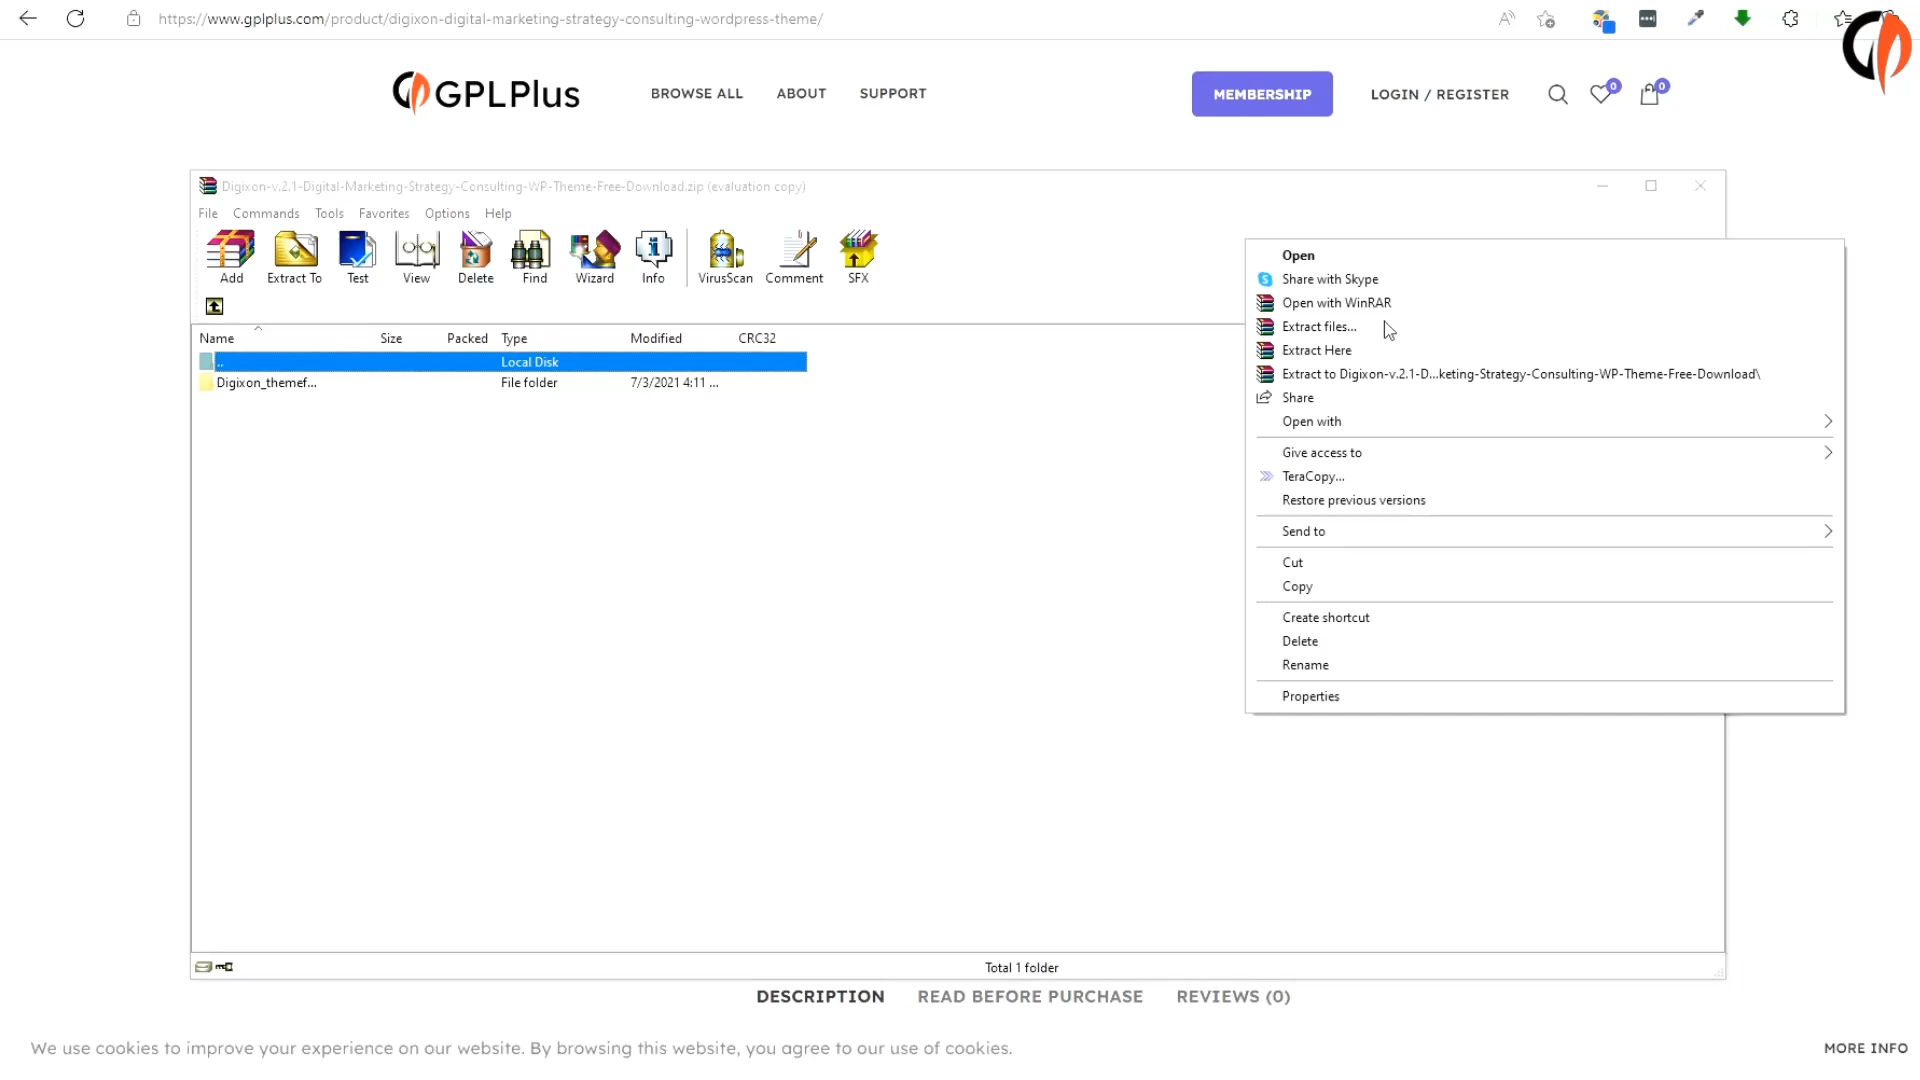 https://www.gplplus.com/product/digixon-digital-marketing-strategy-consulting-wordpress-theme/
GPLPlus
BROWSE ALL
ABOUT
SUPPORT
MEMBERSHIP
LOGIN / REGISTER
0
0
Digixon-v.2.1-Digital-Marketing-Strategy-Consulting-WP-Theme-Free-Download.zip (evaluation copy)
File Commands Tools Favorites Options Help
Add
Extract To
Test
View
Delete
Find
Wizard
Info
VirusScan
Comment
SFX
Name Size Packed Type Modified CRC32
.. Local Disk
Digixon_themef... File folder 7/3/2021 4:11 ...
Open
Share with Skype
Open with WinRAR
Extract files...
Extract Here
Extract to Digixon-v.2.1-D...keting-Strategy-Consulting-WP-Theme-Free-Download\
Share
Open with
Give access to
TeraCopy...
Restore previous versions
Send to
Cut
Copy
Create shortcut
Delete
Rename
Properties
Total 1 folder
DESCRIPTION
READ BEFORE PURCHASE
REVIEWS (0)
We use cookies to improve your experience on our website. By browsing this website, you agree to our use of cookies.
MORE INFO